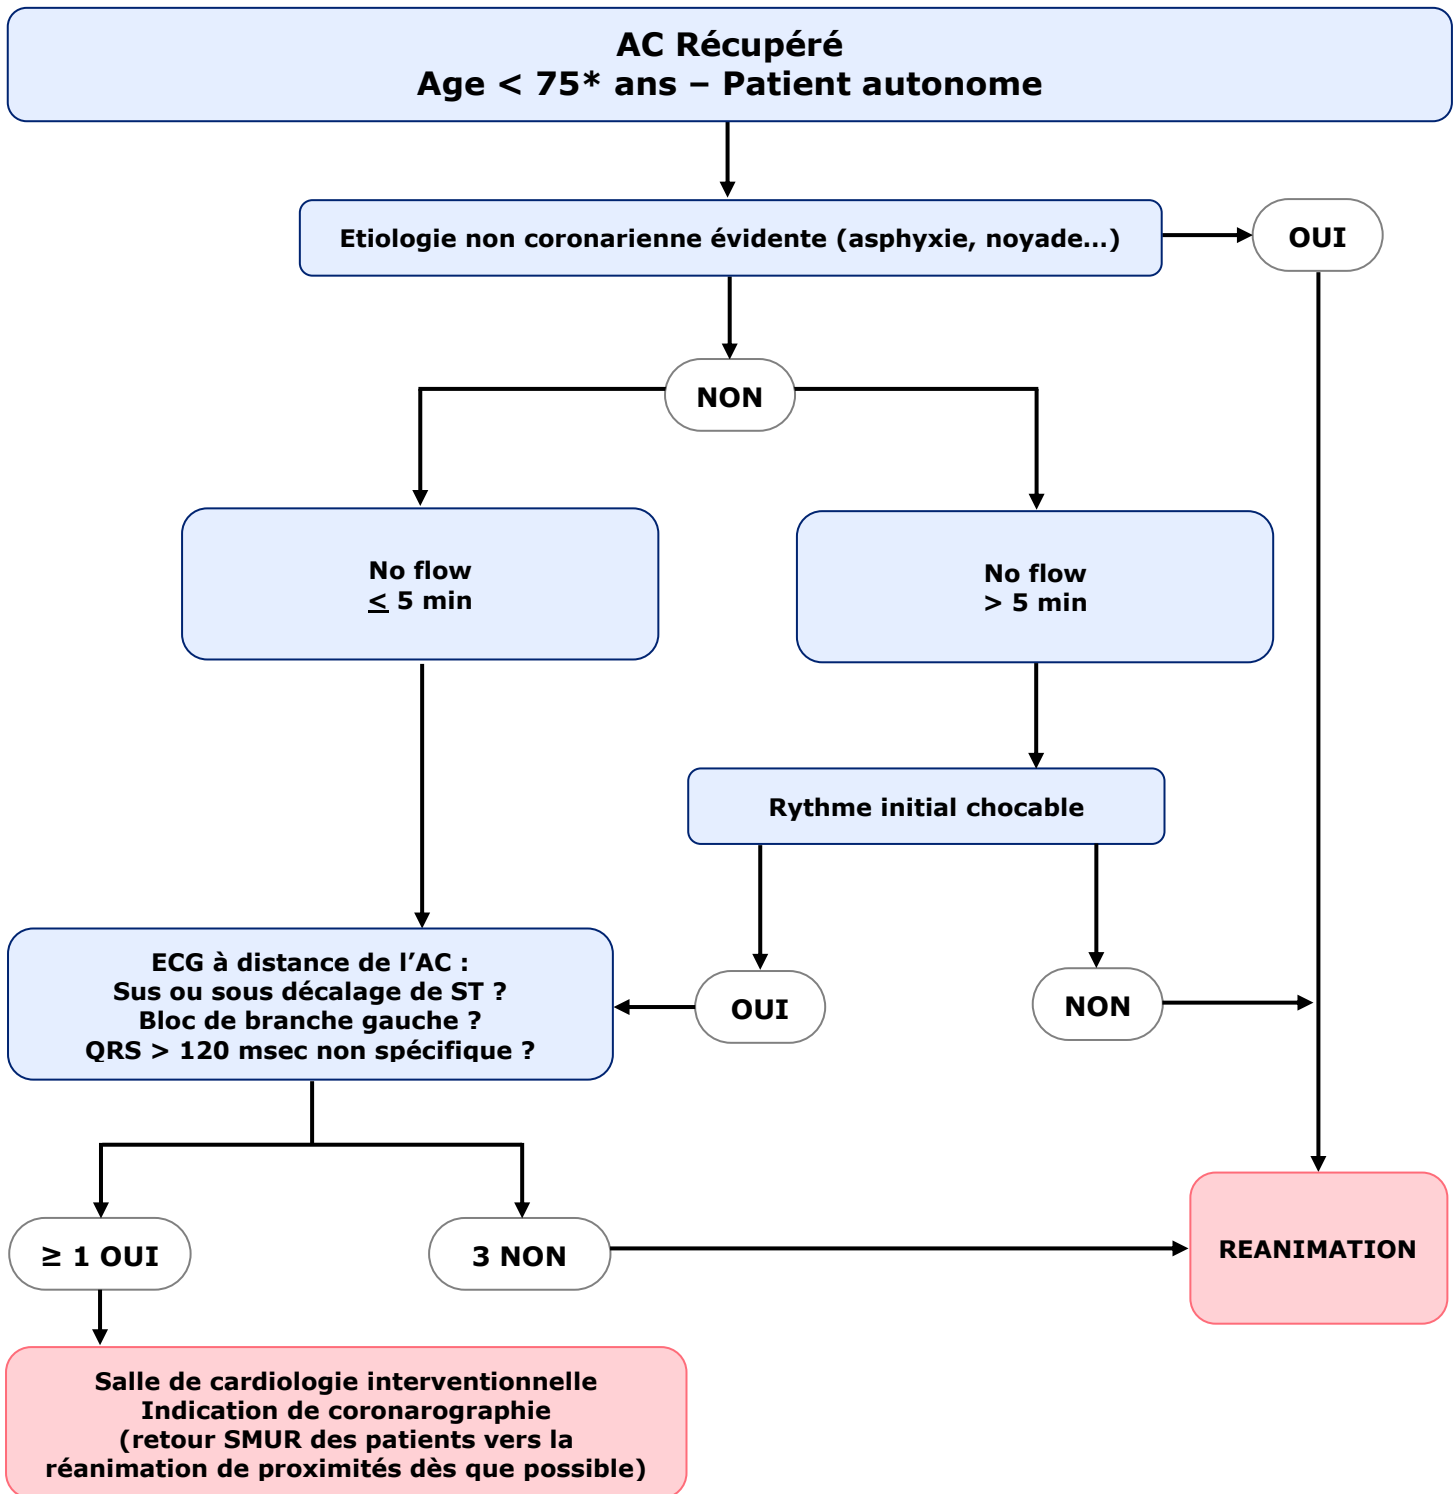 AC Récupéré
Age < 75* ans – Patient autonome
Etiologie non coronarienne évidente (asphyxie, noyade…)
OUI
NON
No flow
≤ 5 min
No flow
> 5 min
Rythme initial chocable
ECG à distance de l’AC :
Sus ou sous décalage de ST ?
Bloc de branche gauche ?
QRS > 120 msec non spécifique ?
OUI
NON
≥ 1 OUI
3 NON
REANIMATION
Salle de cardiologie interventionnelle
Indication de coronarographie
(retour SMUR des patients vers la
réanimation de proximités dès que possible)